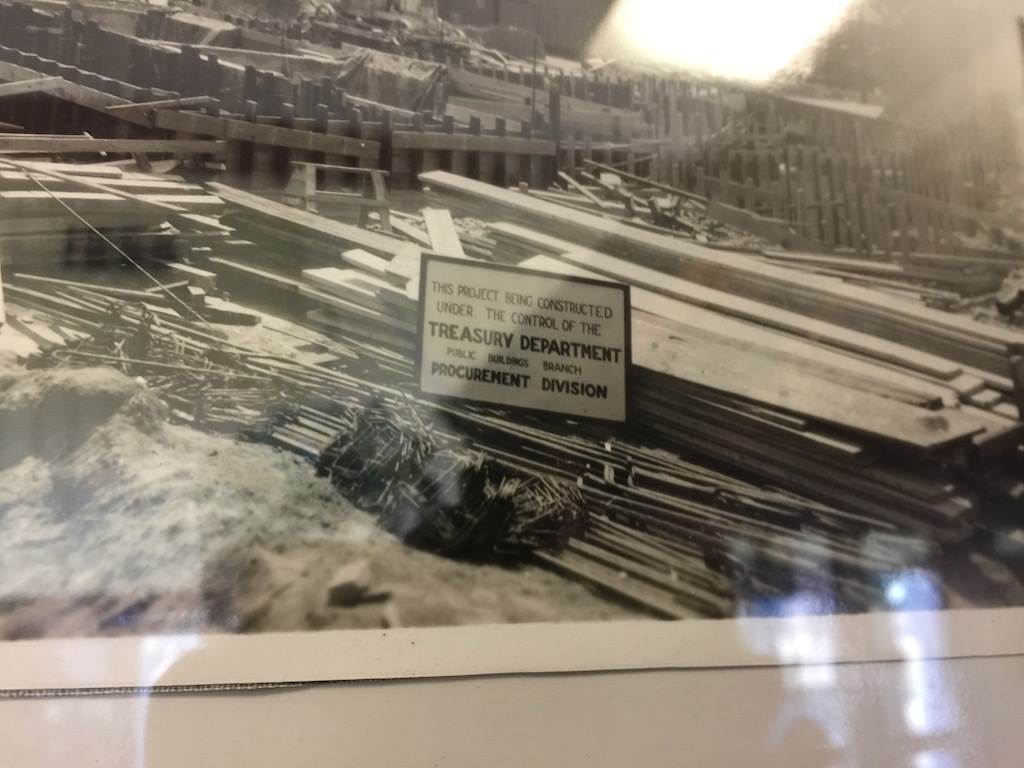 THIS PROJECT BEING CONSTRUCTED
UNDER THE CONTROL OF THE
TREASURY DEPARTMENT
PUBLIC BUILDINGS BRANCH
PROCUREMENT DIVISION